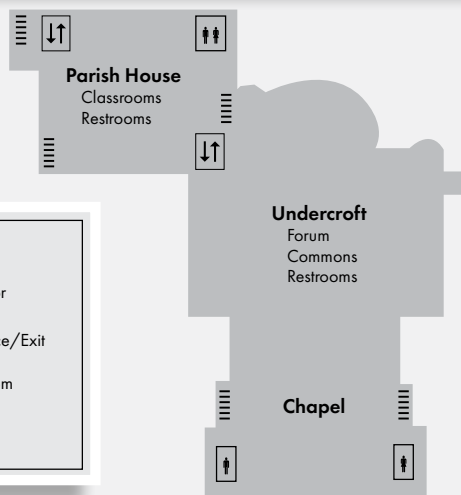 Parish House
Classrooms
Restrooms
Undercroft
Forum
Commons
Restrooms
Chapel
/Exit